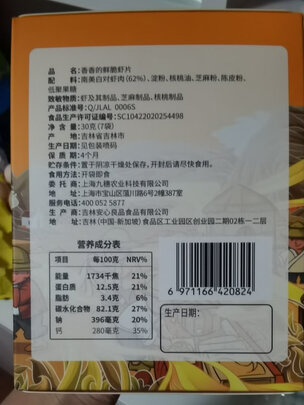 品名：香香的鲜脆虾片
配料：南美白对虾肉(62%)、淀粉、核桃油、芝麻粉、陈皮粉、
低聚果糖
致敏物质：虾及其制品、芝麻制品、核桃制品
产品标准号：Q/JLAL 0006S
食品生产许可证编号：SC10422020254498
净含量：30克(7袋)
产地：吉林省吉林市
生产日期：见包装喷码
保质期：4个月
贮存条件：置于阴凉干燥处保存，开封后请尽快食用。
食用方法：开袋即食
委托商：上海九穗农业科技有限公司
地址：上海市宝山区蕰川路6号2幢387室
服务热线：400 052 5877
生产商：吉林安心良品食品有限公司
地址：吉林(中国-新加坡)食品区工业园区创业园二期02栋一二层
营养成分表
项目 每100克 NRV%
能量 1734千焦 21%
蛋白质 12.5克 21%
脂肪 3.4克 6%
碳水化合物 82.1克 27%
钠 396毫克 20%
钙 280毫克 35%
6 971166 420824
生产日期：